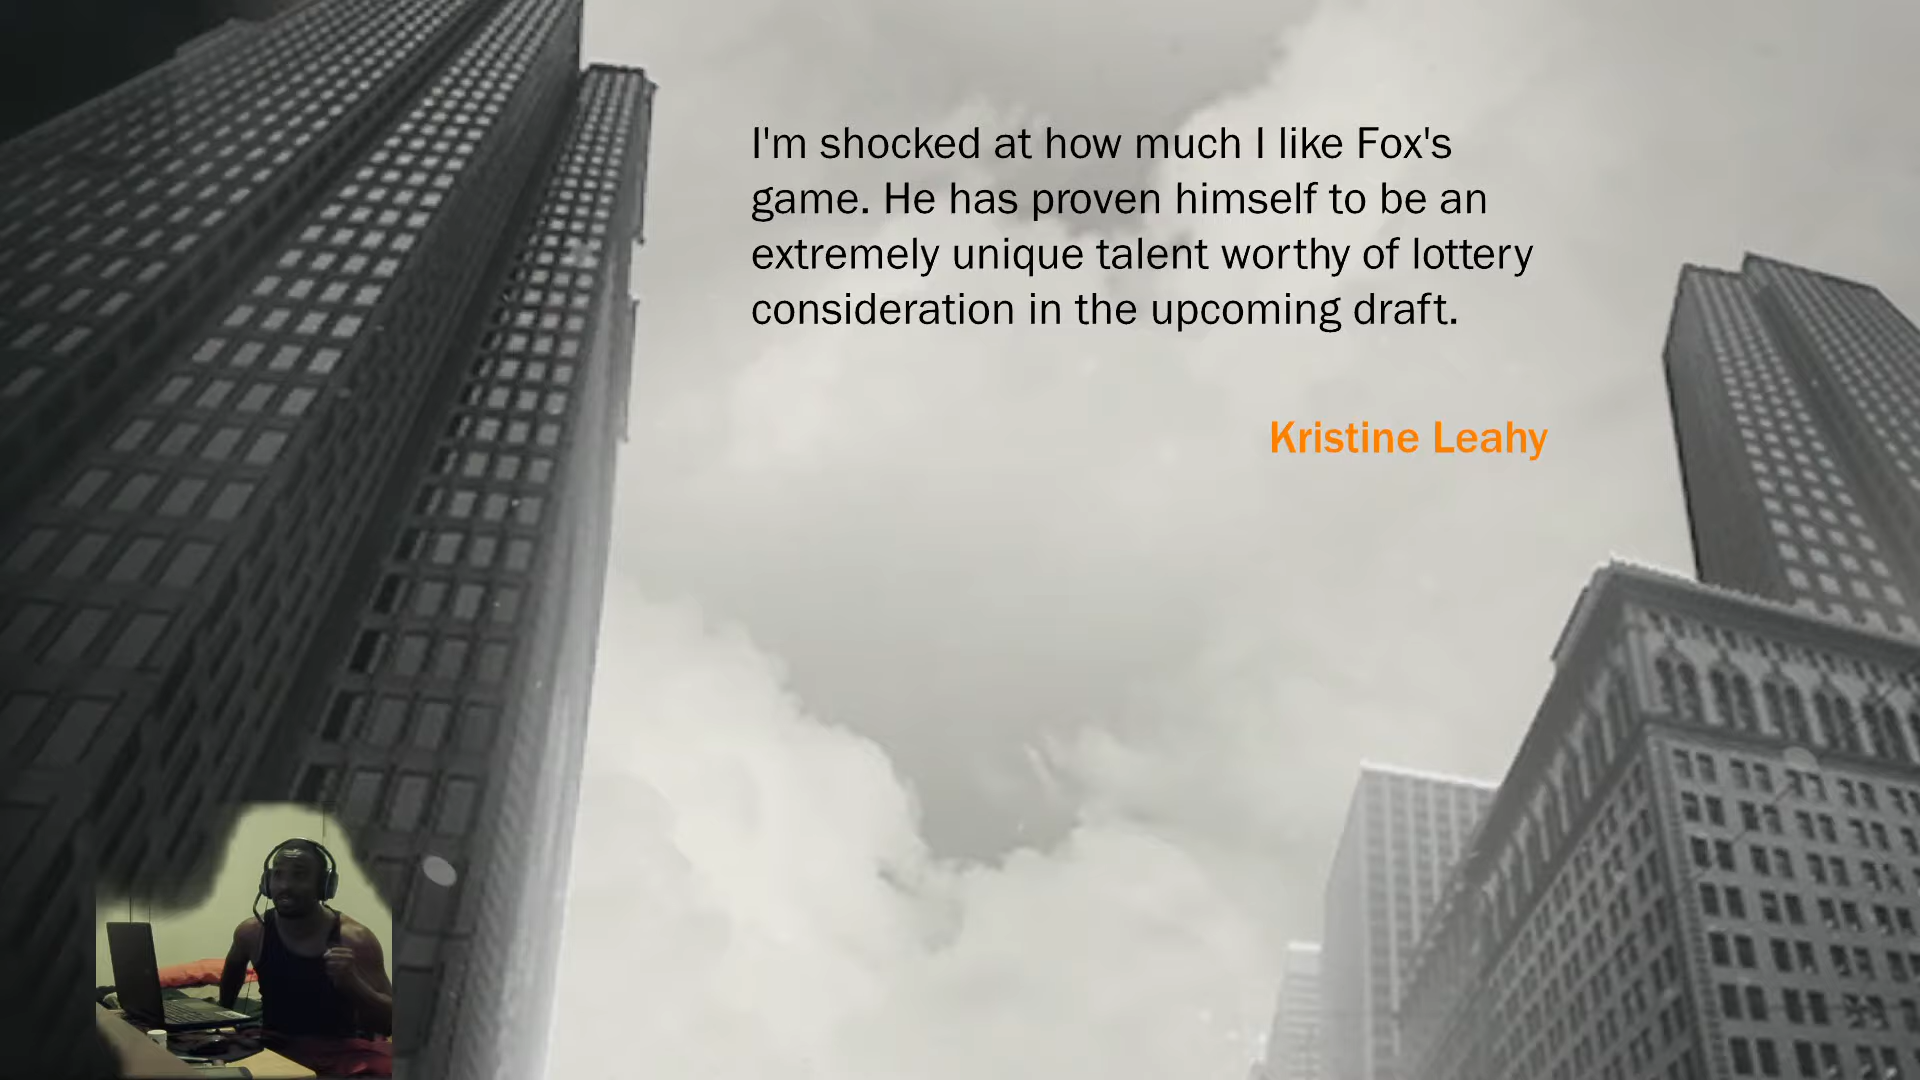 I'm shocked at how much I like Fox's
game. He has proven himself to be an
extremely unique talent worthy of lottery
consideration in the upcoming draft.
Kristine Leahy